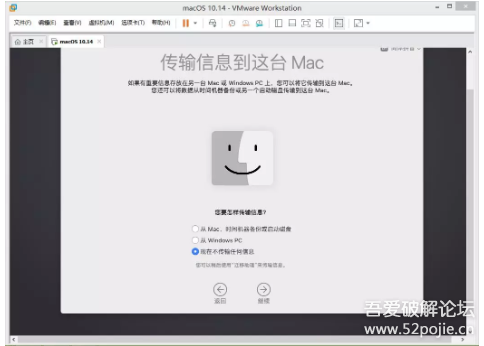 macOS 10.14 - VMware Workstation
文件(F) 编辑(E) 查看(V) 虚拟机(M) 选项卡(T) 帮助(H)
主页 macOS 10.14
传输信息到这台 Mac
如果有重要信息存放在另一台 Mac 或 Windows PC 上，您可以将它传输到这台 Mac。
您还可以将数据从时间机器备份或另一个启动磁盘传输到这台 Mac。
您要怎样传输信息？
从 Mac、时间机器备份或启动磁盘
从 Windows PC
现在不传输任何信息
您可以稍后使用“迁移助理”来传输信息。
返回 继续
吾爱破解论坛
www.52pojie.cn